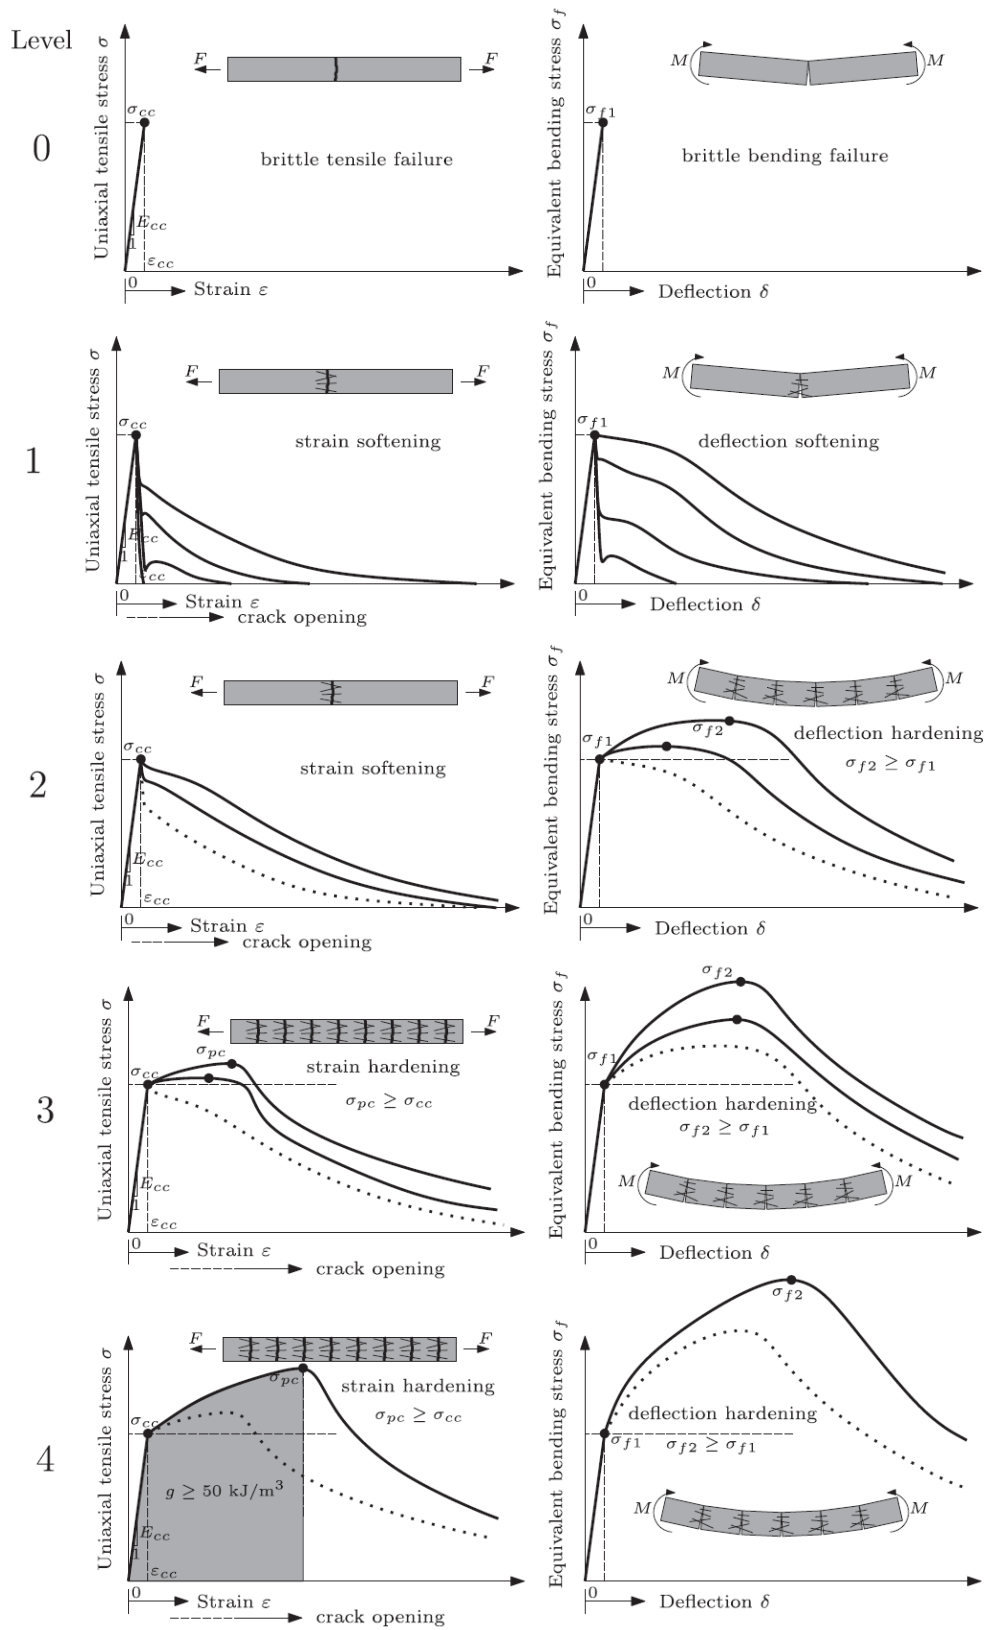 Level
0
Uniaxial tensile stress σ
σcc
F
F
brittle tensile failure
Ecc
1
εcc
0
Strain ε
Equivalent bending stress σf
σf1
M
M
brittle bending failure
0
Deflection δ
1
Uniaxial tensile stress σ
σcc
F
F
strain softening
Ecc
1
εcc
0
Strain ε
crack opening
Equivalent bending stress σf
σf1
M
M
deflection softening
0
Deflection δ
2
Uniaxial tensile stress σ
σcc
F
F
strain softening
Ecc
1
εcc
0
Strain ε
crack opening
Equivalent bending stress σf
σf1
M
M
σf2
deflection hardening
σf2 ≥ σf1
0
Deflection δ
3
Uniaxial tensile stress σ
F
F
σpc
σcc
strain hardening
σpc ≥ σcc
Ecc
1
εcc
0
Strain ε
crack opening
Equivalent bending stress σf
σf2
σf1
deflection hardening
σf2 ≥ σf1
M
M
0
Deflection δ
4
Uniaxial tensile stress σ
F
F
σpc
σcc
strain hardening
σpc ≥ σcc
g ≥ 50 kJ/m³
Ecc
1
εcc
0
Strain ε
crack opening
Equivalent bending stress σf
σf2
deflection hardening
σf1
σf2 ≥ σf1
M
M
0
Deflection δ